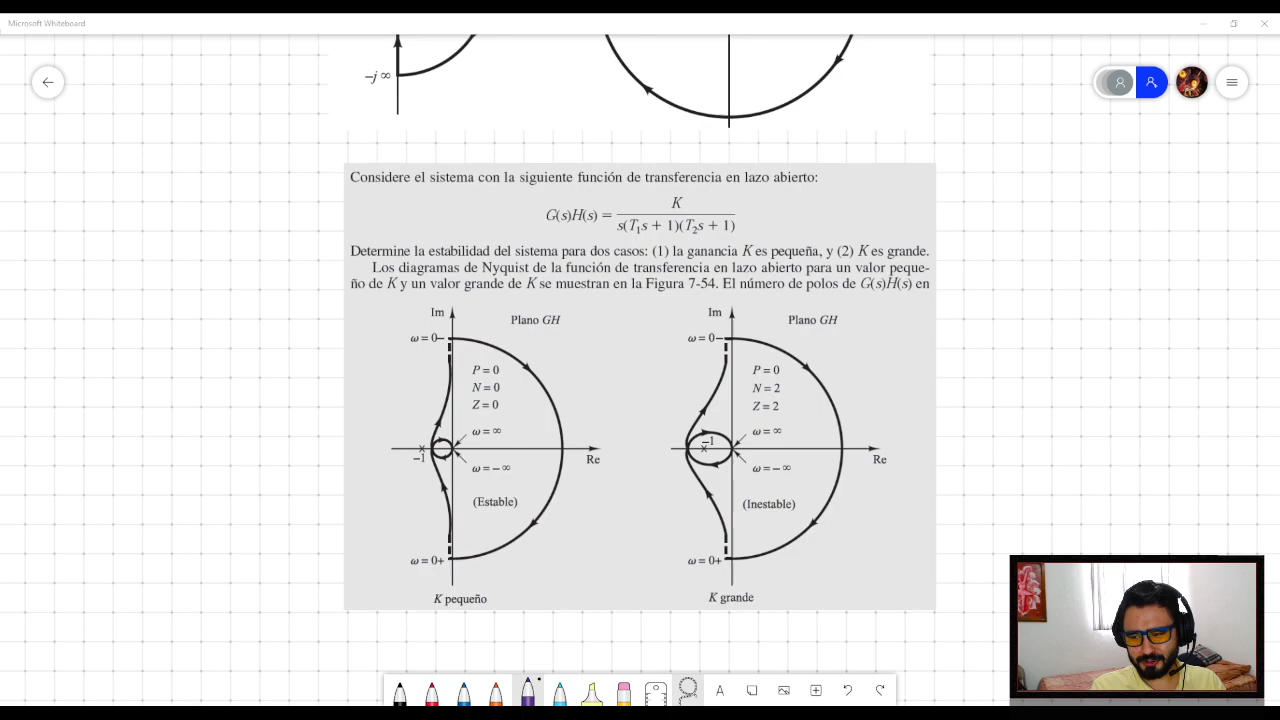 Microsoft Whiteboard
−j ∞
Considere el sistema con la siguiente función de transferencia en lazo abierto:
G(s)H(s) = K / s(T₁s + 1)(T₂s + 1)
Determine la estabilidad del sistema para dos casos: (1) la ganancia K es pequeña, y (2) K es grande.
Los diagramas de Nyquist de la función de transferencia en lazo abierto para un valor peque-
ño de K y un valor grande de K se muestran en la Figura 7-54. El número de polos de G(s)H(s) en
Im
Plano GH
ω = 0−
P = 0
N = 0
Z = 0
ω = ∞
−1
Re
ω = − ∞
(Estable)
ω = 0+
K pequeño
Im
Plano GH
ω = 0−
P = 0
N = 2
Z = 2
ω = ∞
−1
Re
ω = − ∞
(Inestable)
ω = 0+
K grande
A